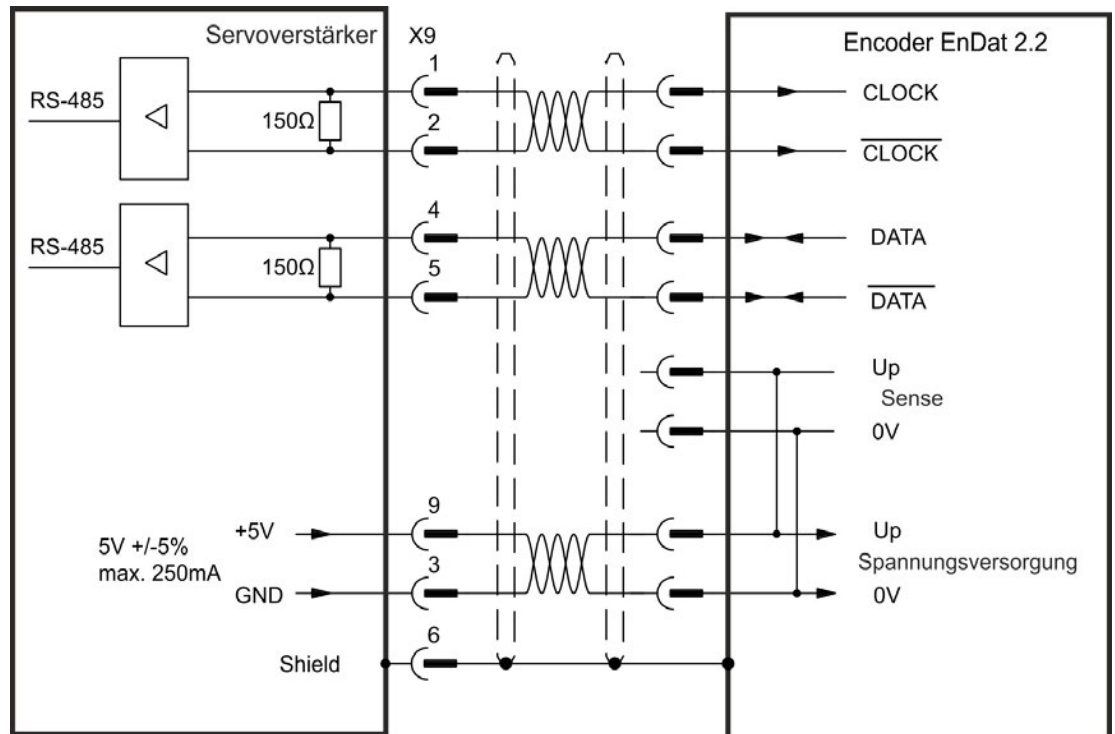 Servoverstärker
X9
Encoder EnDat 2.2
1
RS-485
150Ω
CLOCK
2
CLOCK
4
RS-485
150Ω
DATA
5
DATA
Up
Sense
0V
9
+5V
Up
5V +/-5%
max. 250mA
Spannungsversorgung
3
GND
0V
6
Shield